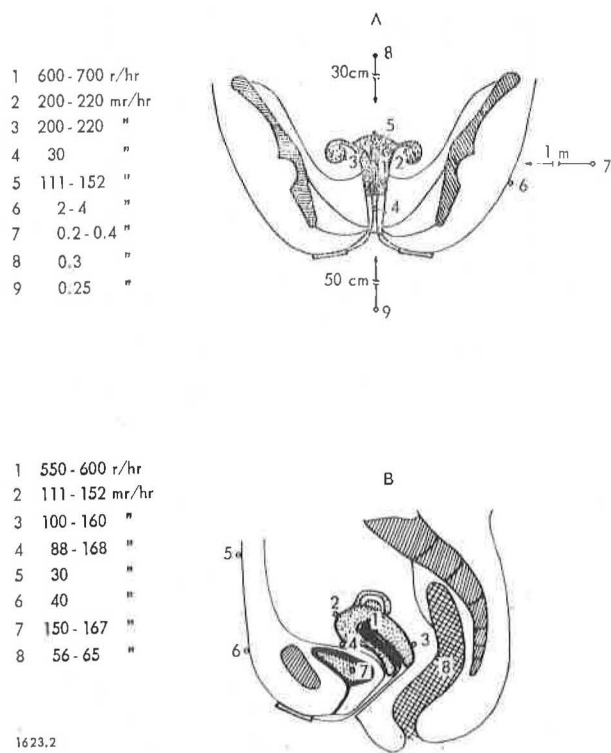 A
8
30cm
1 600 - 700 r/hr
2 200 - 220 mr/hr
3 200 - 220 "
4 30 "
5 111 - 152 "
6 2 - 4 "
7 0.2 - 0.4 "
8 0.3 "
9 0.25 "
5
3 2
1 m
7
6
4
50 cm
9
B
1 550 - 600 r/hr
2 111 - 152 mr/hr
3 100 - 160 "
4 88 - 168 "
5 30 "
6 40 "
7 150 - 167 "
8 56 - 65 "
5
2
1
4 3
6
7 8
1623.2